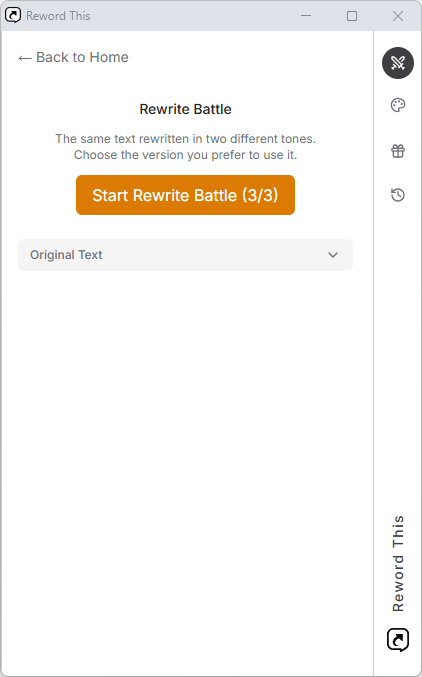 Reword This
← Back to Home
Rewrite Battle
The same text rewritten in two different tones.
Choose the version you prefer to use it.
Start Rewrite Battle (3/3)
Original Text
Reword This